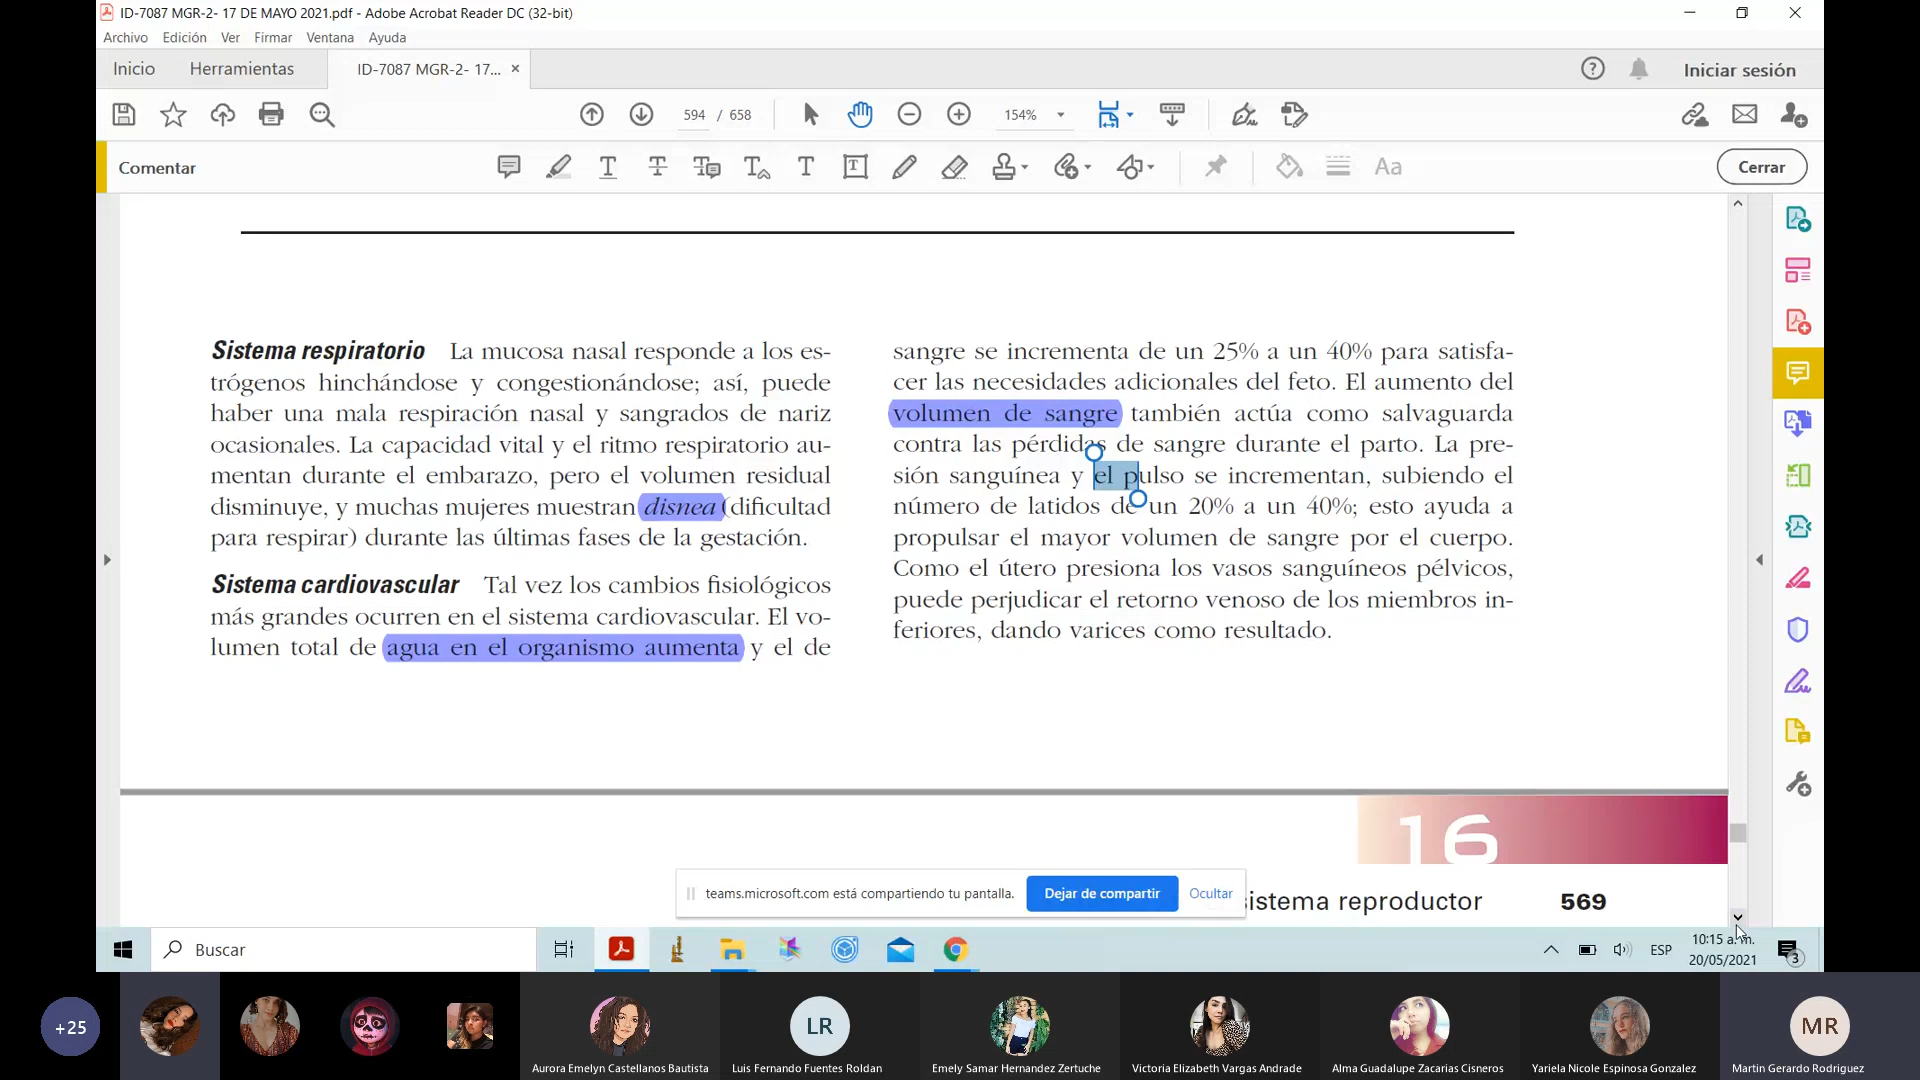 ID-7087 MGR-2- 17 DE MAYO 2021.pdf - Adobe Acrobat Reader DC (32-bit)
Archivo Edición Ver Firmar Ventana Ayuda
Inicio Herramientas ID-7087 MGR-2- 17... × Iniciar sesión
594 / 658 154%
Comentar Aa Cerrar
Sistema respiratorio La mucosa nasal responde a los es-
trógenos hinchándose y congestionándose; así, puede
haber una mala respiración nasal y sangrados de nariz
ocasionales. La capacidad vital y el ritmo respiratorio au-
mentan durante el embarazo, pero el volumen residual
disminuye, y muchas mujeres muestran disnea (dificultad
para respirar) durante las últimas fases de la gestación.
Sistema cardiovascular Tal vez los cambios fisiológicos
más grandes ocurren en el sistema cardiovascular. El vo-
lumen total de agua en el organismo aumenta y el de
sangre se incrementa de un 25% a un 40% para satisfa-
cer las necesidades adicionales del feto. El aumento del
volumen de sangre también actúa como salvaguarda
contra las pérdidas de sangre durante el parto. La pre-
sión sanguínea y el pulso se incrementan, subiendo el
número de latidos de un 20% a un 40%; esto ayuda a
propulsar el mayor volumen de sangre por el cuerpo.
Como el útero presiona los vasos sanguíneos pélvicos,
puede perjudicar el retorno venoso de los miembros in-
feriores, dando varices como resultado.
16
sistema reproductor 569
teams.microsoft.com está compartiendo tu pantalla. Dejar de compartir Ocultar
Buscar
ESP
10:15 a. m.
20/05/2021
3
+25
LR
MR
Aurora Emelyn Castellanos Bautista
Luis Fernando Fuentes Roldan
Emely Samar Hernandez Zertuche
Victoria Elizabeth Vargas Andrade
Alma Guadalupe Zacarias Cisneros
Yariela Nicole Espinosa Gonzalez
Martin Gerardo Rodriguez